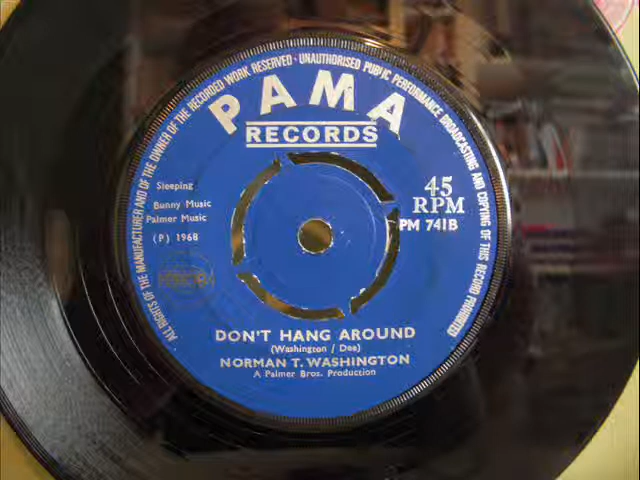 ALL RIGHTS OF THE MANUFACTURER AND OF THE OWNER OF THE RECORDED WORK RESERVED · UNAUTHORISED PUBLIC PERFORMANCE BROADCASTING AND COPYING OF THIS RECORD PROHIBITED
PAMA
RECORDS
Sleeping
Bunny Music
Palmer Music
(P) 1968
45
RPM
PM 741B
DON'T HANG AROUND
(Washington / Dee)
NORMAN T. WASHINGTON
A Palmer Bros. Production